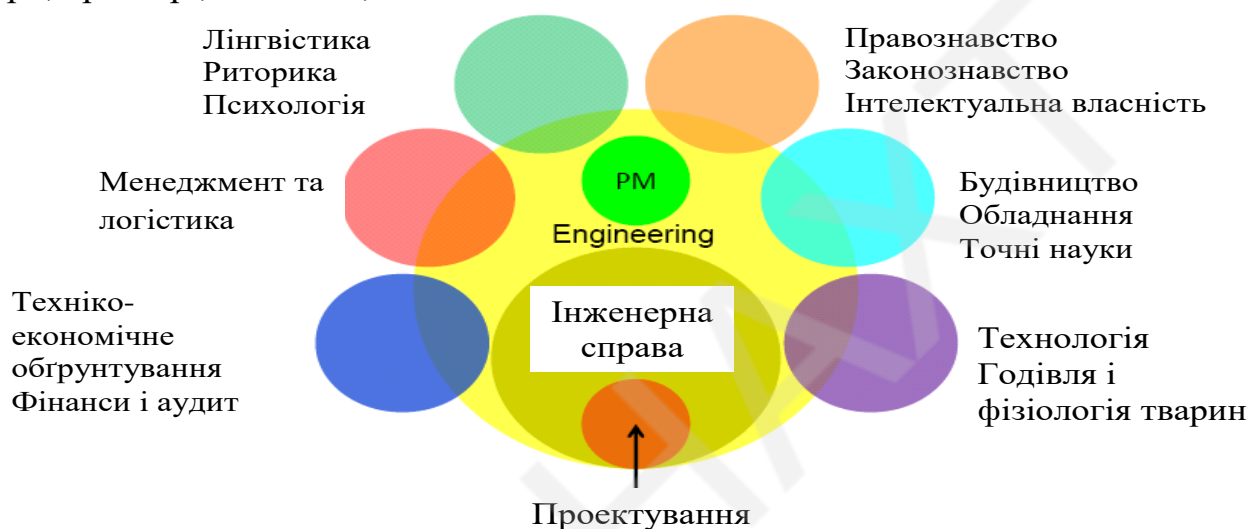 Лінгвістика
Риторика
Психологія
Правознавство
Законознавство
Інтелектуальна власність
Менеджмент та
логістика
PM
Engineering
Будівництво
Обладнання
Точні науки
Техніко-
економічне
обґрунтування
Фінанси і аудит
Інженерна
справа
Технологія
Годівля і
фізіологія тварин
Проектування